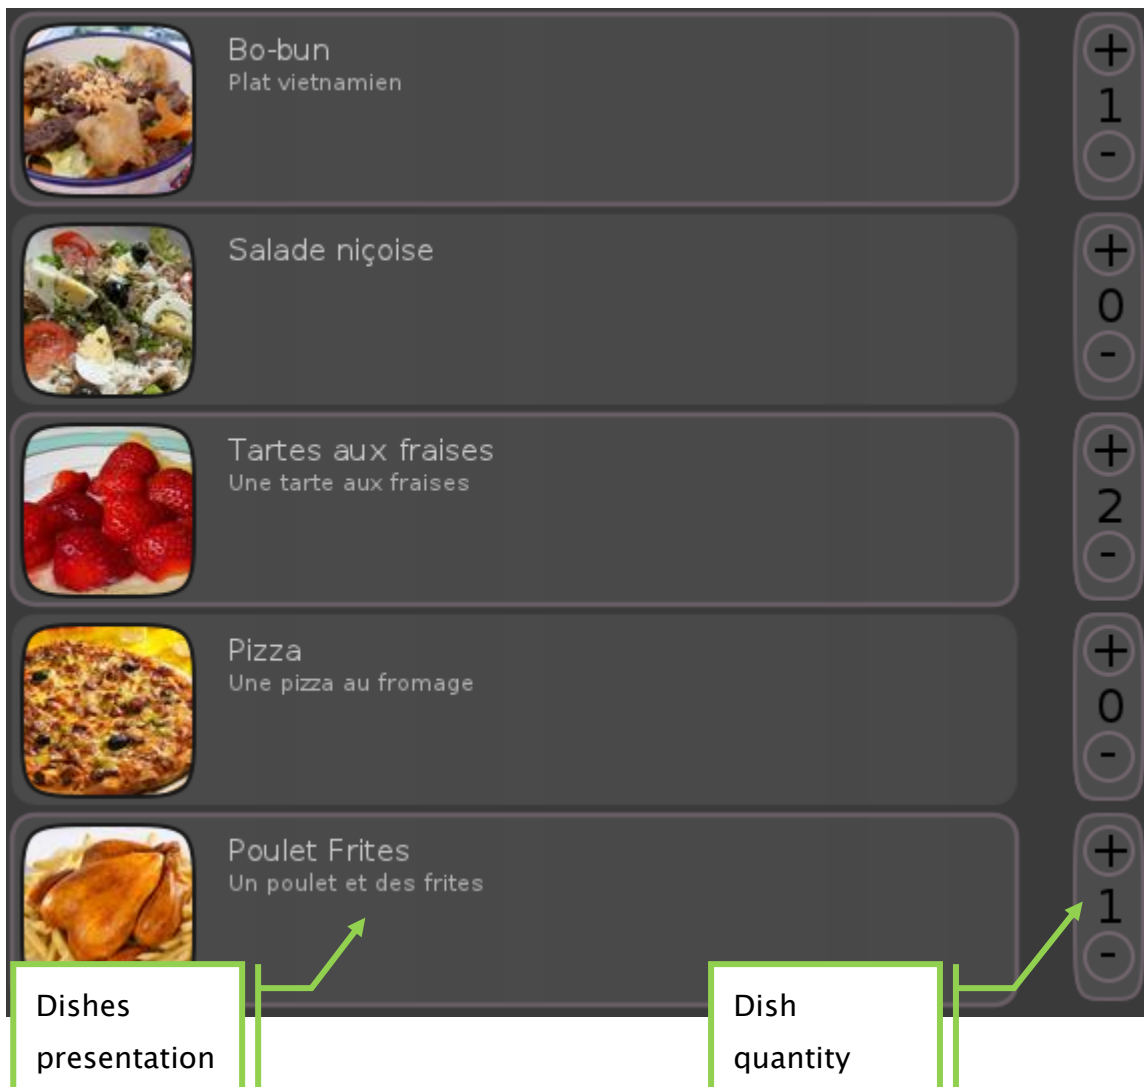 Bo-bun
Plat vietnamien
+
1
-
Salade niçoise
+
0
-
Tartes aux fraises
Une tarte aux fraises
+
2
-
Pizza
Une pizza au fromage
+
0
-
Poulet Frites
Un poulet et des frites
+
1
-
Dishes
presentation
Dish
quantity